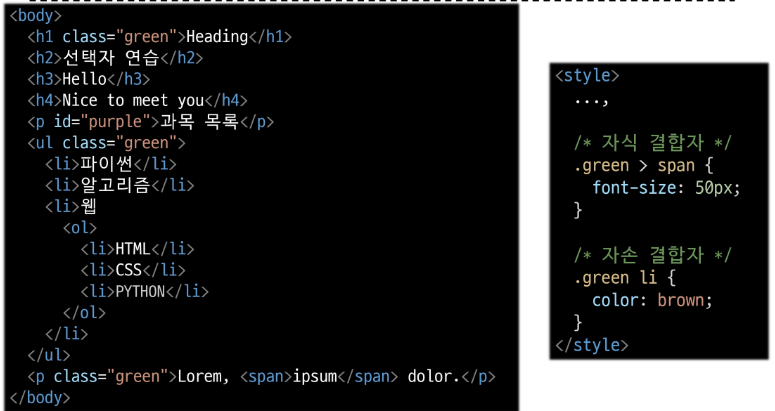 <body>
  <h1 class="green">Heading</h1>
  <h2>선택자 연습</h2>
  <h3>Hello</h3>
  <h4>Nice to meet you</h4>
  <p id="purple">과목 목록</p>
  <ul class="green">
    <li>파이썬</li>
    <li>알고리즘</li>
    <li>웹
      <ol>
        <li>HTML</li>
        <li>CSS</li>
        <li>PYTHON</li>
      </ol>
    </li>
  </ul>
  <p class="green">Lorem, <span>ipsum</span> dolor.</p>
</body>
<style>
  ...,
  /* 자식 결합자 */
  .green > span {
    font-size: 50px;
  }
  /* 자손 결합자 */
  .green li {
    color: brown;
  }
</style>